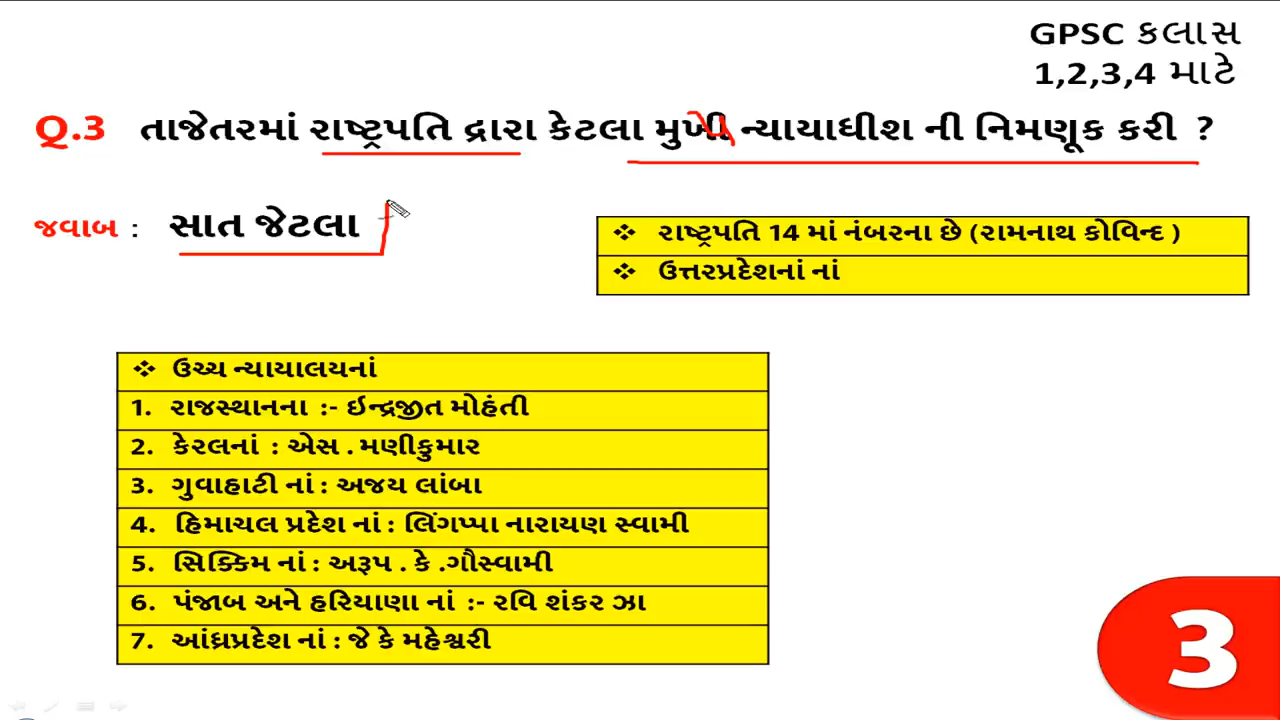 GPSC કલાસ
1,2,3,4 માટે
Q.3 તાજેતરમાં રાષ્ટ્રપતિ દ્રારા કેટલા મુખી ન્યાયાધીશ ની નિમણૂક કરી ?
જવાબ : સાત જેટલા
❖ રાષ્ટ્રપતિ 14 માં નંબરના છે (રામનાથ કોવિન્દ )
❖ ઉત્તરપ્રદેશનાં નાં
❖ ઉચ્ચ ન્યાયાલયનાં
1. રાજસ્થાનના :- ઇન્દ્રજીત મોહંતી
2. કેરલનાં : એસ . મણીકુમાર
3. ગુવાહાટી નાં : અજય લાંબા
4. હિમાચલ પ્રદેશ નાં : લિંગપ્પા નારાયણ સ્વામી
5. સિક્કિમ નાં : અરૂપ . કે .ગૌસ્વામી
6. પંજાબ અને હરિયાણા નાં :- રવિ શંકર ઝા
7. આંધ્રપ્રદેશ નાં : જે કે મહેશ્વરી
3